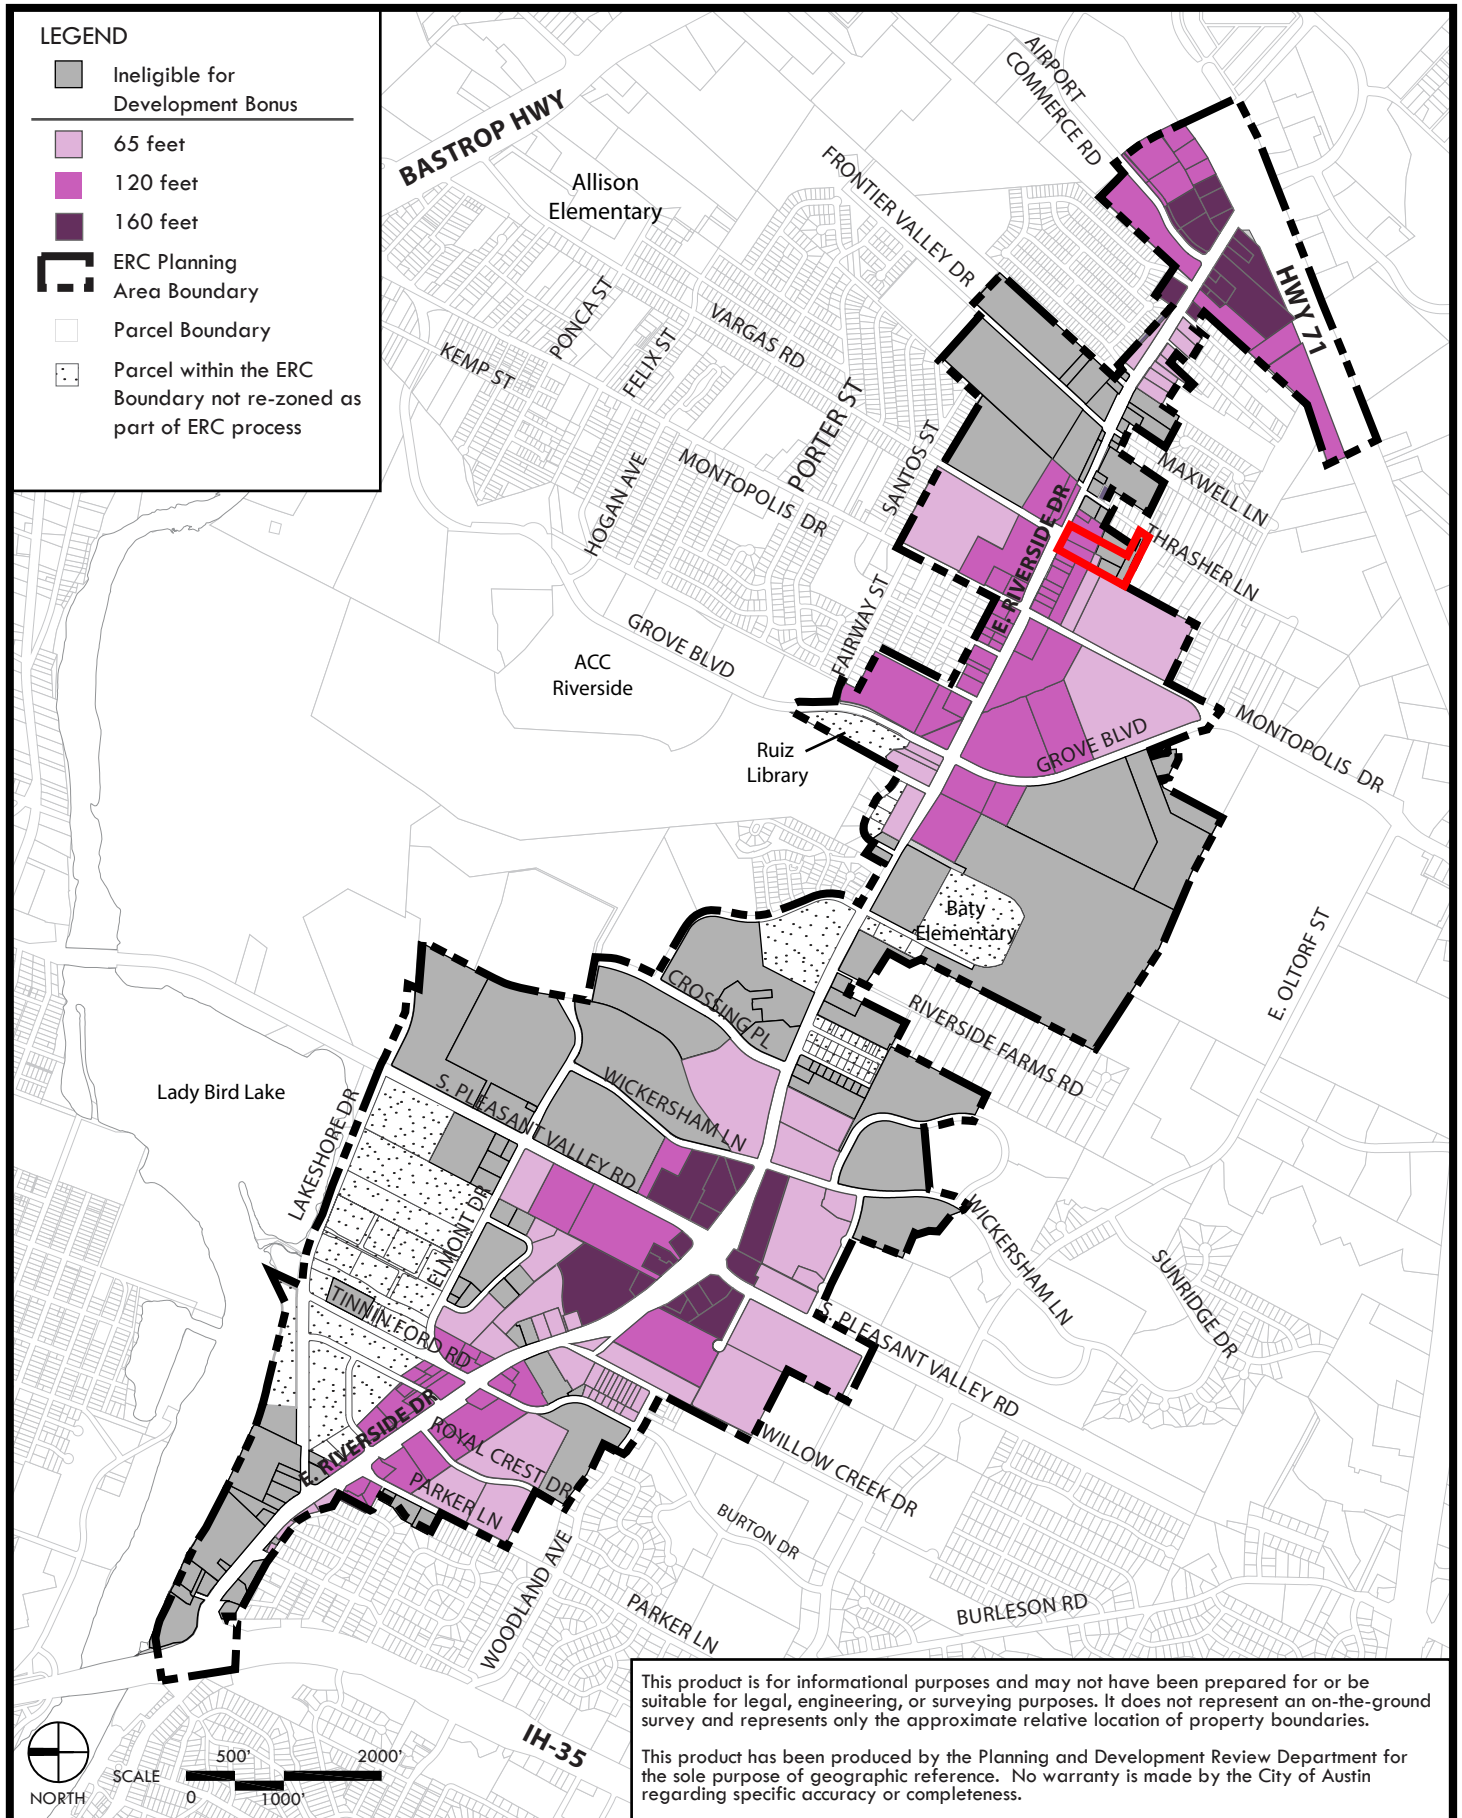 LEGEND
Ineligible for
Development Bonus
65 feet
120 feet
160 feet
ERC Planning
Area Boundary
Parcel Boundary
Parcel within the ERC
Boundary not re-zoned as
part of ERC process
BASTROP HWY
Allison
Elementary
AIRPORT
COMMERCE RD
FRONTIER VALLEY DR
HWY 71
PONCA ST
VARGAS RD
KEMP ST
FELIX ST
PORTER ST
SANTOS ST
MONTOPOLIS DR
HOGAN AVE
MAXWELL LN
THRASHER LN
E. RIVERSIDE DR
FAIRWAY ST
GROVE BLVD
ACC
Riverside
Ruiz
Library
GROVE BLVD
MONTOPOLIS DR
Baty
Elementary
E. OLTORF ST
CROSSING PL
RIVERSIDE FARMS RD
Lady Bird Lake
LAKESHORE DR
S. PLEASANT VALLEY RD
WICKERSHAM LN
ELMONT DR
WICKERSHAM LN
SUNRIDGE DR
TINNIN FORD RD
S. PLEASANT VALLEY RD
E. RIVERSIDE DR
ROYAL CREST DR
PARKER LN
WILLOW CREEK DR
BURTON DR
WOODLAND AVE
PARKER LN
BURLESON RD
IH-35
NORTH
SCALE
500'
2000'
0
1000'
This product is for informational purposes and may not have been prepared for or be
suitable for legal, engineering, or surveying purposes. It does not represent an on-the-ground
survey and represents only the approximate relative location of property boundaries.
This product has been produced by the Planning and Development Review Department for
the sole purpose of geographic reference. No warranty is made by the City of Austin
regarding specific accuracy or completeness.